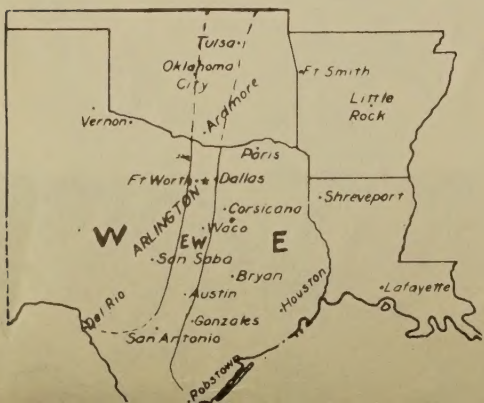 Tulsa
Oklahoma
City
Ft Smith
Ardmore
Little
Rock
Vernon
Paris
Ft Worth
Dallas
Shreveport
ARLINGTON
Corsicana
W
EW
Waco
E
San Saba
Bryan
Austin
Houston
Lafayette
Del Rio
Gonzales
San Antonio
Robstown